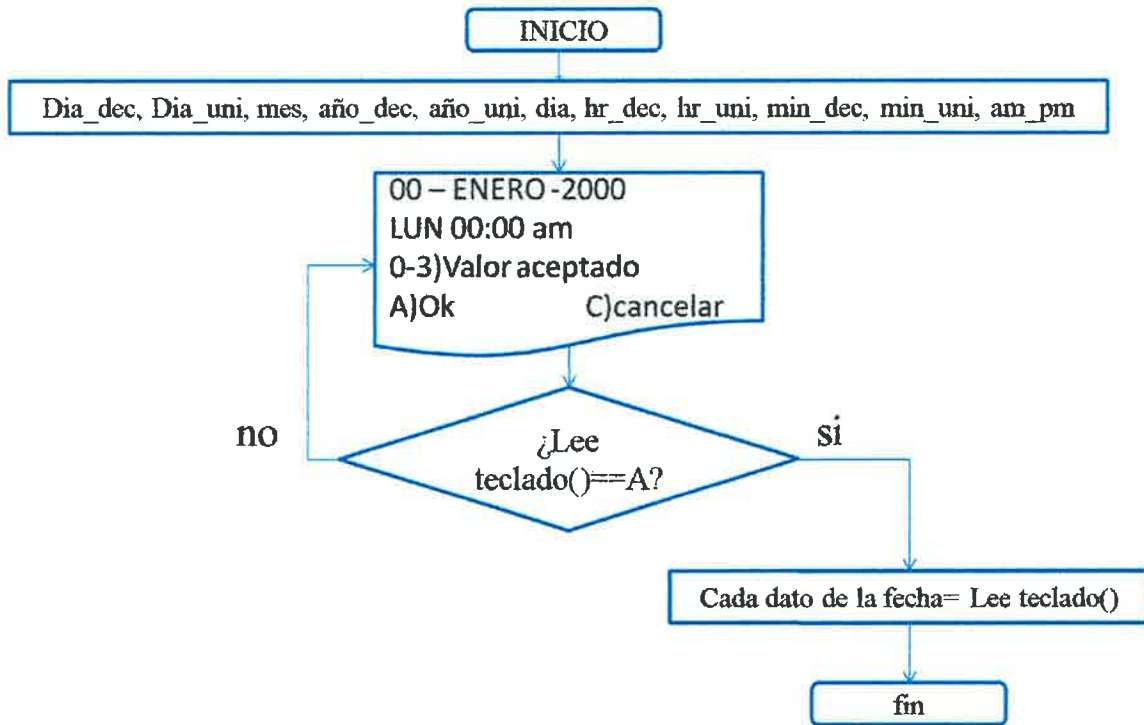 INICIO
Dia_dec, Dia_uni, mes, año_dec, año_uni, dia, hr_dec, hr_uni, min_dec, min_uni, am_pm
00 – ENERO -2000
LUN 00:00 am
0-3)Valor aceptado
A)Ok C)cancelar
no
¿Lee
teclado()==A?
si
Cada dato de la fecha= Lee teclado()
fin